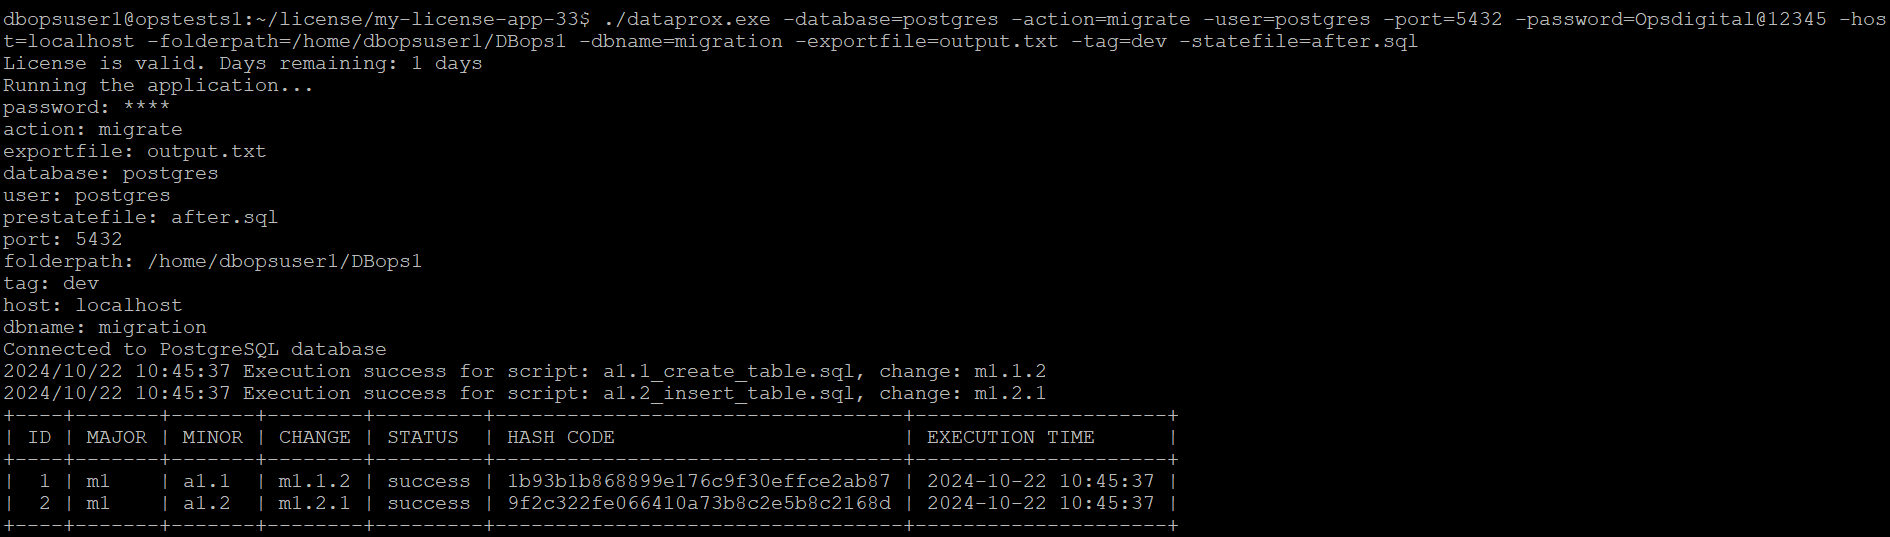 dbopsuser1@opstests1:~/license/my-license-app-33$ ./dataprox.exe -database=postgres -action=migrate -user=postgres -port=5432 -password=Opsdigital@12345 -hos
t=localhost -folderpath=/home/dbopsuser1/DBops1 -dbname=migration -exportfile=output.txt -tag=dev -statefile=after.sql
License is valid. Days remaining: 1 days
Running the application...
password: ****
action: migrate
exportfile: output.txt
database: postgres
user: postgres
prestatefile: after.sql
port: 5432
folderpath: /home/dbopsuser1/DBops1
tag: dev
host: localhost
dbname: migration
Connected to PostgreSQL database
2024/10/22 10:45:37 Execution success for script: a1.1_create_table.sql, change: m1.1.2
2024/10/22 10:45:37 Execution success for script: a1.2_insert_table.sql, change: m1.2.1
+----+-------+-------+--------+---------+----------------------------------+---------------------+
| ID | MAJOR | MINOR | CHANGE | STATUS  | HASH CODE                        | EXECUTION TIME      |
+----+-------+-------+--------+---------+----------------------------------+---------------------+
|  1 | m1    | a1.1  | m1.1.2 | success | 1b93b1b868899e176c9f30effce2ab87 | 2024-10-22 10:45:37 |
|  2 | m1    | a1.2  | m1.2.1 | success | 9f2c322fe066410a73b8c2e5b8c2168d | 2024-10-22 10:45:37 |
+----+-------+-------+--------+---------+----------------------------------+---------------------+